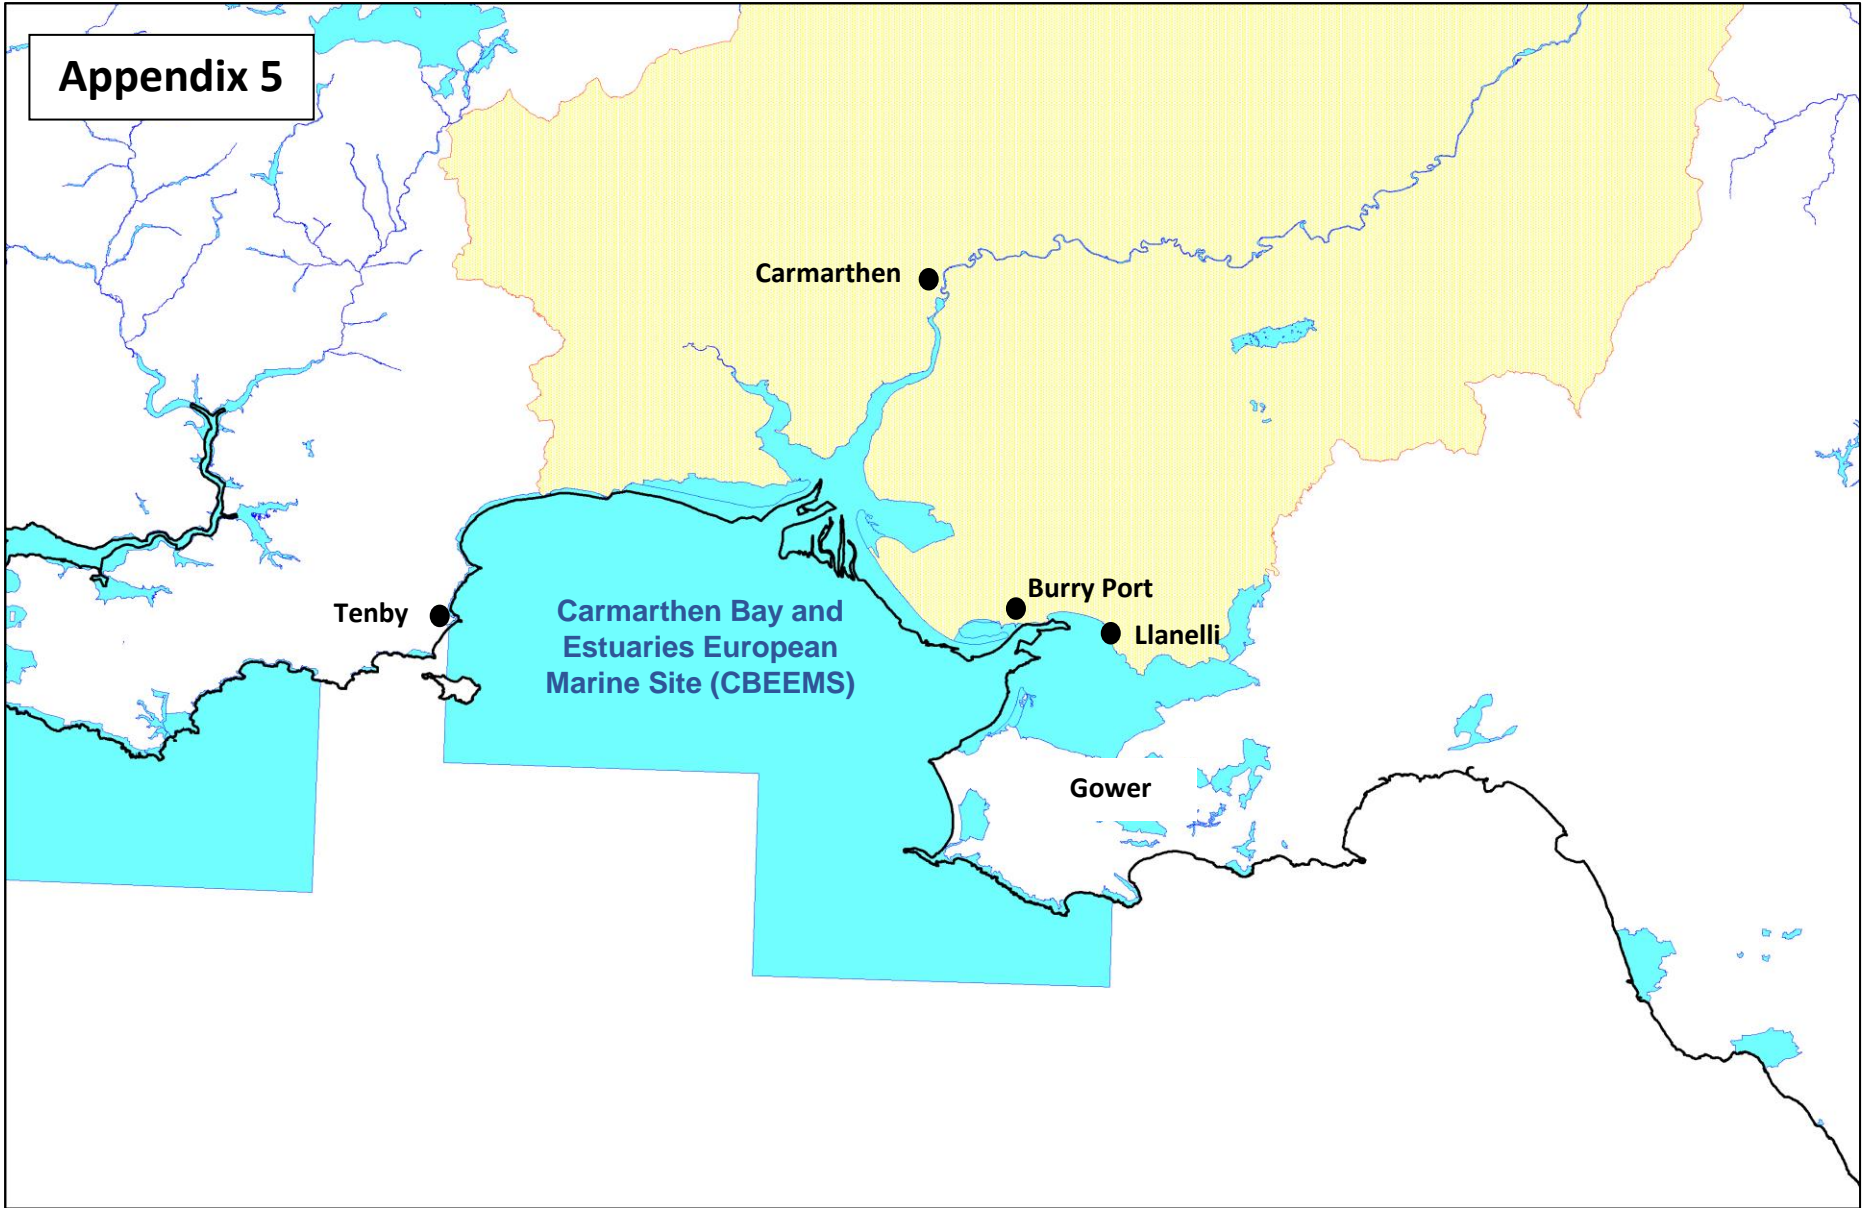 Appendix 5
Carmarthen
Burry Port
Tenby
Llanelli
Carmarthen Bay and
Estuaries European
Marine Site (CBEEMS)
Gower